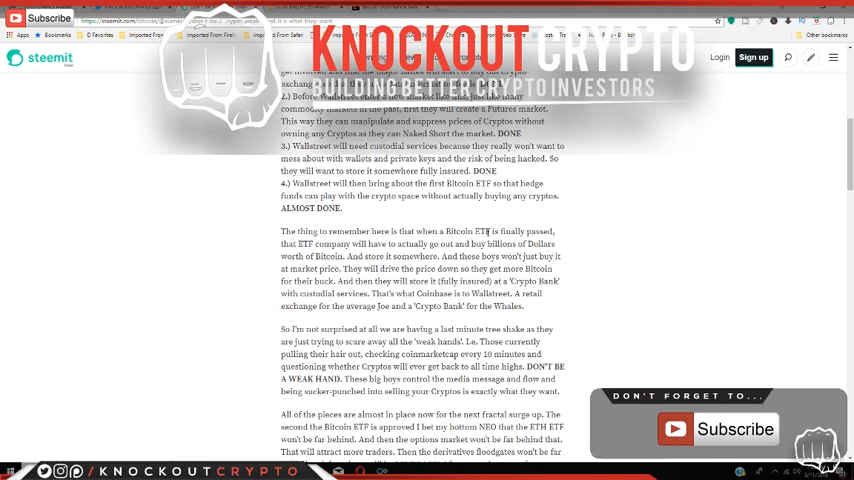 Subscribe
KNOCKOUT CRYPTO
BUILDING BETTER CRYPTO INVESTORS
Apps
Imported From Safari
Other bookmarks
steemit
beta
Login
Sign up
2.) Before Wallstreet enter a new market like this, just like many
commodity markets in the past, first they will create a Futures market.
This way they can manipulate and suppress prices of Cryptos without
owning any Cryptos as they can Naked Short the market. DONE
3.) Wallstreet will need custodial services because they really won't want to
mess about with wallets and private keys and the risk of being hacked. So
they will want to store it somewhere fully insured. DONE
4.) Wallstreet will then bring about the first Bitcoin ETF so that hedge
funds can play with the crypto space without actually buying any cryptos.
ALMOST DONE.
The thing to remember here is that when a Bitcoin ETF is finally passed,
that ETF company will have to actually go out and buy billions of Dollars
worth of Bitcoin. And store it somewhere. And these boys won't just buy it
at market price. They will drive the price down so they get more Bitcoin
for their buck. And then they will store it (fully insured) at a 'Crypto Bank'
with custodial services. That's what Coinbase is to Wallstreet. A retail
exchange for the average Joe and a 'Crypto Bank' for the Whales.
So I'm not surprised at all we are having a last minute tree shake as they
are just trying to scare away all the 'weak hands'. I.e. Those currently
pulling their hair out, checking coinmarketcap every 10 minutes and
questioning whether Cryptos will ever get back to all time highs. DON'T BE
A WEAK HAND. These big boys control the media message and flow and
being sucker-punched into selling your Cryptos is exactly what they want.
All of the pieces are almost in place now for the next fractal surge up. The
second the Bitcoin ETF is approved I bet my bottom NEO that the ETH ETF
won't be far behind. And then the options market won't be far behind that.
That will attract more traders. Then the derivatives floodgates won't be far
DON'T FORGET TO...
Subscribe
/KNOCKOUTCRYPTO